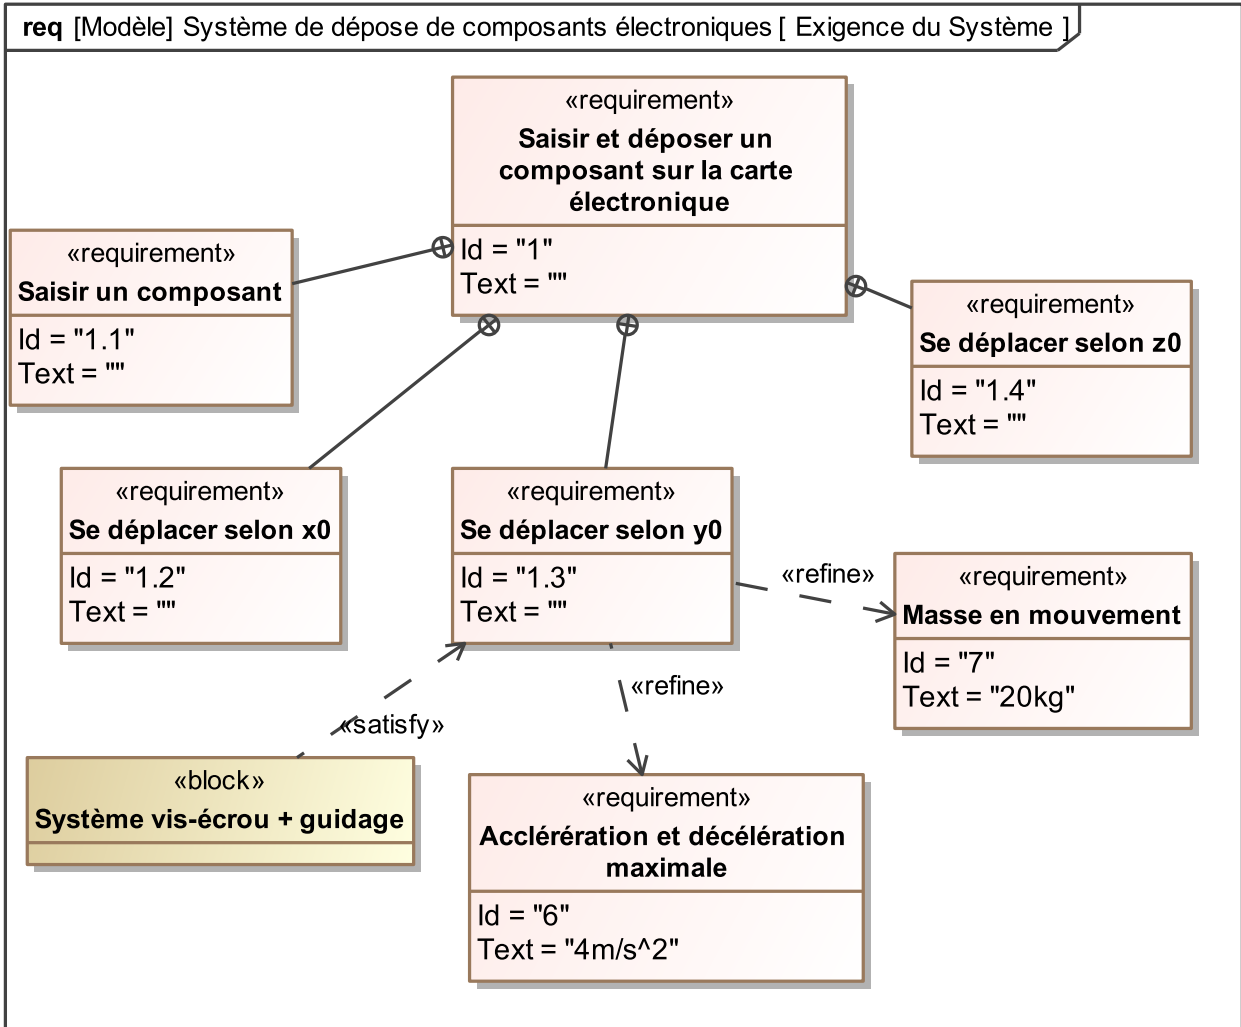 req [Modèle] Système de dépose de composants électroniques [ Exigence du Système ]
«requirement»
Saisir et déposer un
composant sur la carte
électronique
Id = "1"
Text = ""
«requirement»
Saisir un composant
Id = "1.1"
Text = ""
«requirement»
Se déplacer selon z0
Id = "1.4"
Text = ""
«requirement»
Se déplacer selon x0
Id = "1.2"
Text = ""
«requirement»
Se déplacer selon y0
Id = "1.3"
Text = ""
«refine»
«requirement»
Masse en mouvement
Id = "7"
Text = "20kg"
«refine»
«satisfy»
«block»
Système vis-écrou + guidage
«requirement»
Acclérération et décélération
maximale
Id = "6"
Text = "4m/s^2"